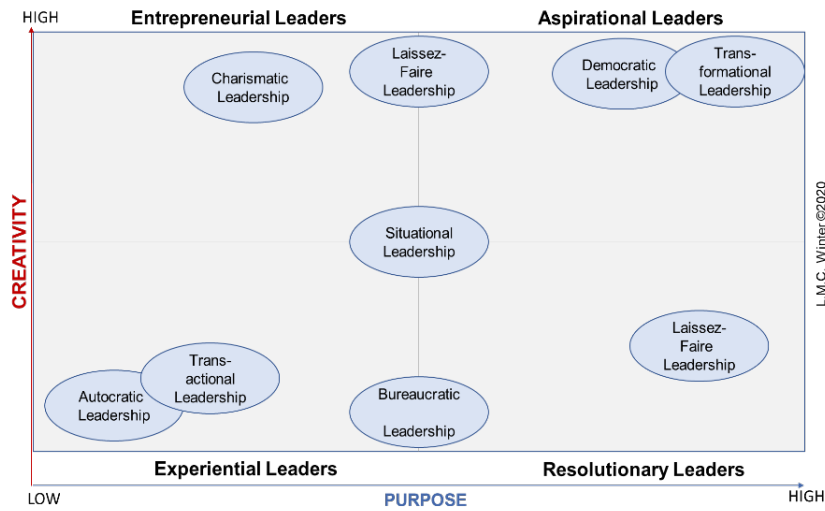 HIGH
Entrepreneurial Leaders
Aspirational Leaders
Charismatic
Leadership
Laissez-
Faire
Leadership
Democratic
Leadership
Trans-
formational
Leadership
CREATIVITY
Situational
Leadership
L.M.C. Winter ©2020
Laissez-
Faire
Leadership
Trans-
actional
Leadership
Autocratic
Leadership
Bureaucratic
Leadership
Experiential Leaders
Resolutionary Leaders
LOW
PURPOSE
HIGH